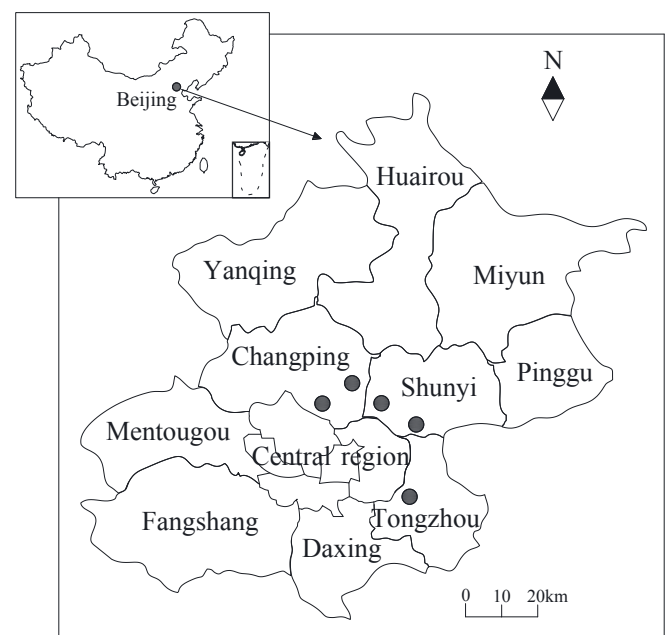 Beijing
N
Huairou
Yanqing
Miyun
Changping
Shunyi
Pinggu
Mentougou
Central region
Fangshang
Tongzhou
Daxing
0 10 20km